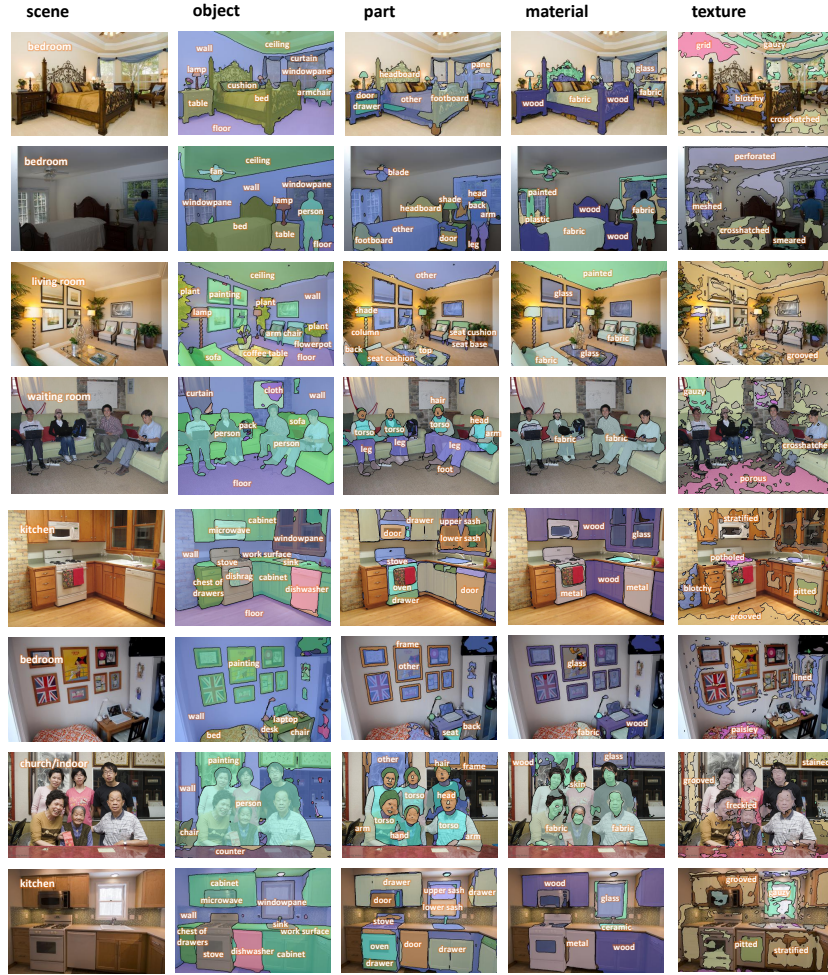 scene object part material texture
bedroom wall ceiling curtain windowpane lamp cushion bed table armchair floor
headboard pane door drawer other footboard
glass wood fabric wood fabric
grid gauzy blotchy crosshatched
bedroom ceiling fan wall windowpane windowpane lamp person bed table floor
blade head shade back headboard arm other footboard door leg
painted wood plastic fabric fabric wood
perforated meshed crosshatched smeared
living room ceiling plant painting wall plant lamp plant arm chair flowerpot coffee table sofa floor
other shade column seat cushion back top seat base seat cushion
painted glass fabric glass fabric
grooved
waiting room curtain cloth wall sofa pack person person floor
hair head torso torso torso arm leg leg leg foot
fabric fabric
gauzy crosshatche porous
kitchen cabinet microwave windowpane wall work surface stove sink chest of drawers dishrag cabinet dishwasher floor
drawer upper sash door lower sash stove oven door drawer
wood glass wood metal metal
stratified potholed blotchy pitted grooved
bedroom painting wall laptop desk chair bed
frame other back seat
glass wood fabric
lined paisley
church/indoor painting wall person chair counter
other hair frame torso head torso torso arm hand arm
wood glass skin fabric fabric
stained grooved freckled
kitchen cabinet microwave windowpane wall sink chest of drawers work surface dishwasher stove cabinet
drawer upper sash drawer door lower sash stove oven door drawer drawer
wood glass ceramic metal wood
grooved gauzy pitted stratified